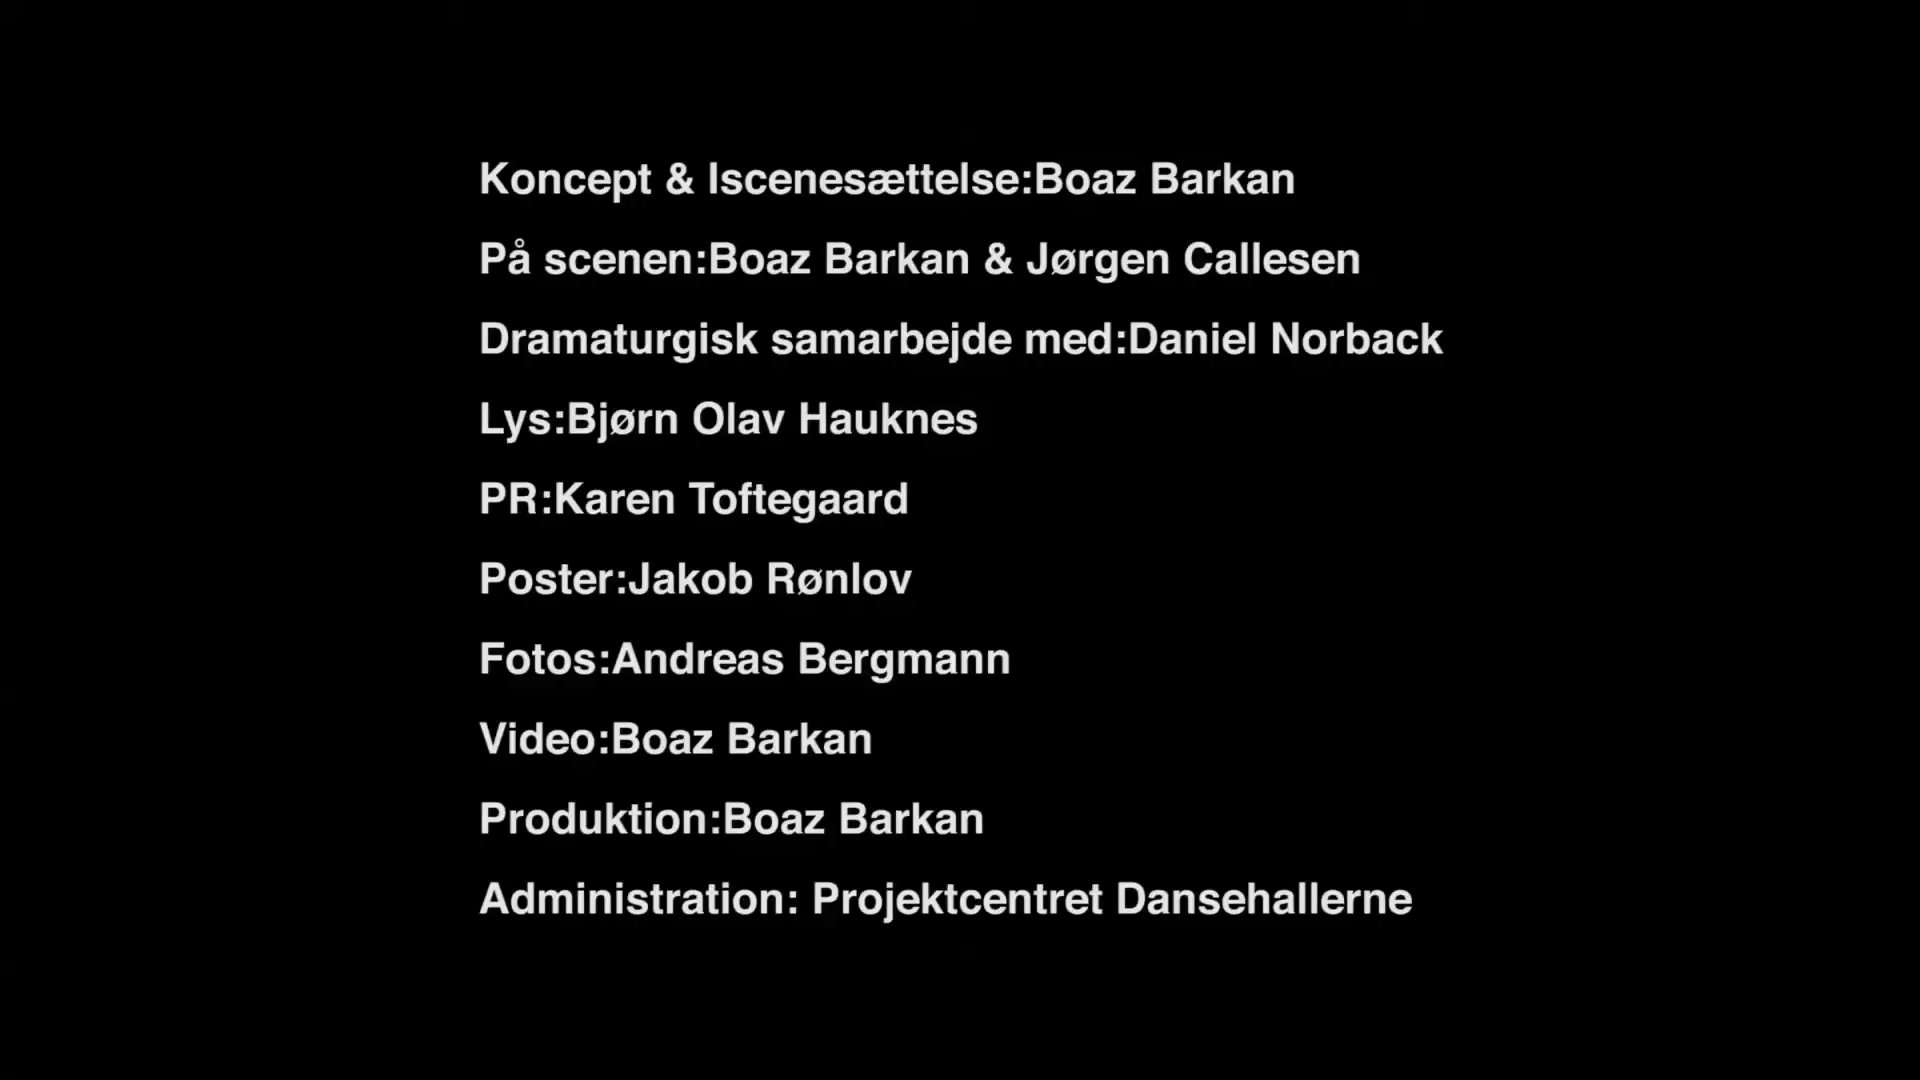 Koncept & Iscenesættelse:Boaz Barkan
På scenen:Boaz Barkan & Jørgen Callesen
Dramaturgisk samarbejde med:Daniel Norback
Lys:Bjørn Olav Hauknes
PR:Karen Toftegaard
Poster:Jakob Rønlov
Fotos:Andreas Bergmann
Video:Boaz Barkan
Produktion:Boaz Barkan
Administration: Projektcentret Dansehallerne